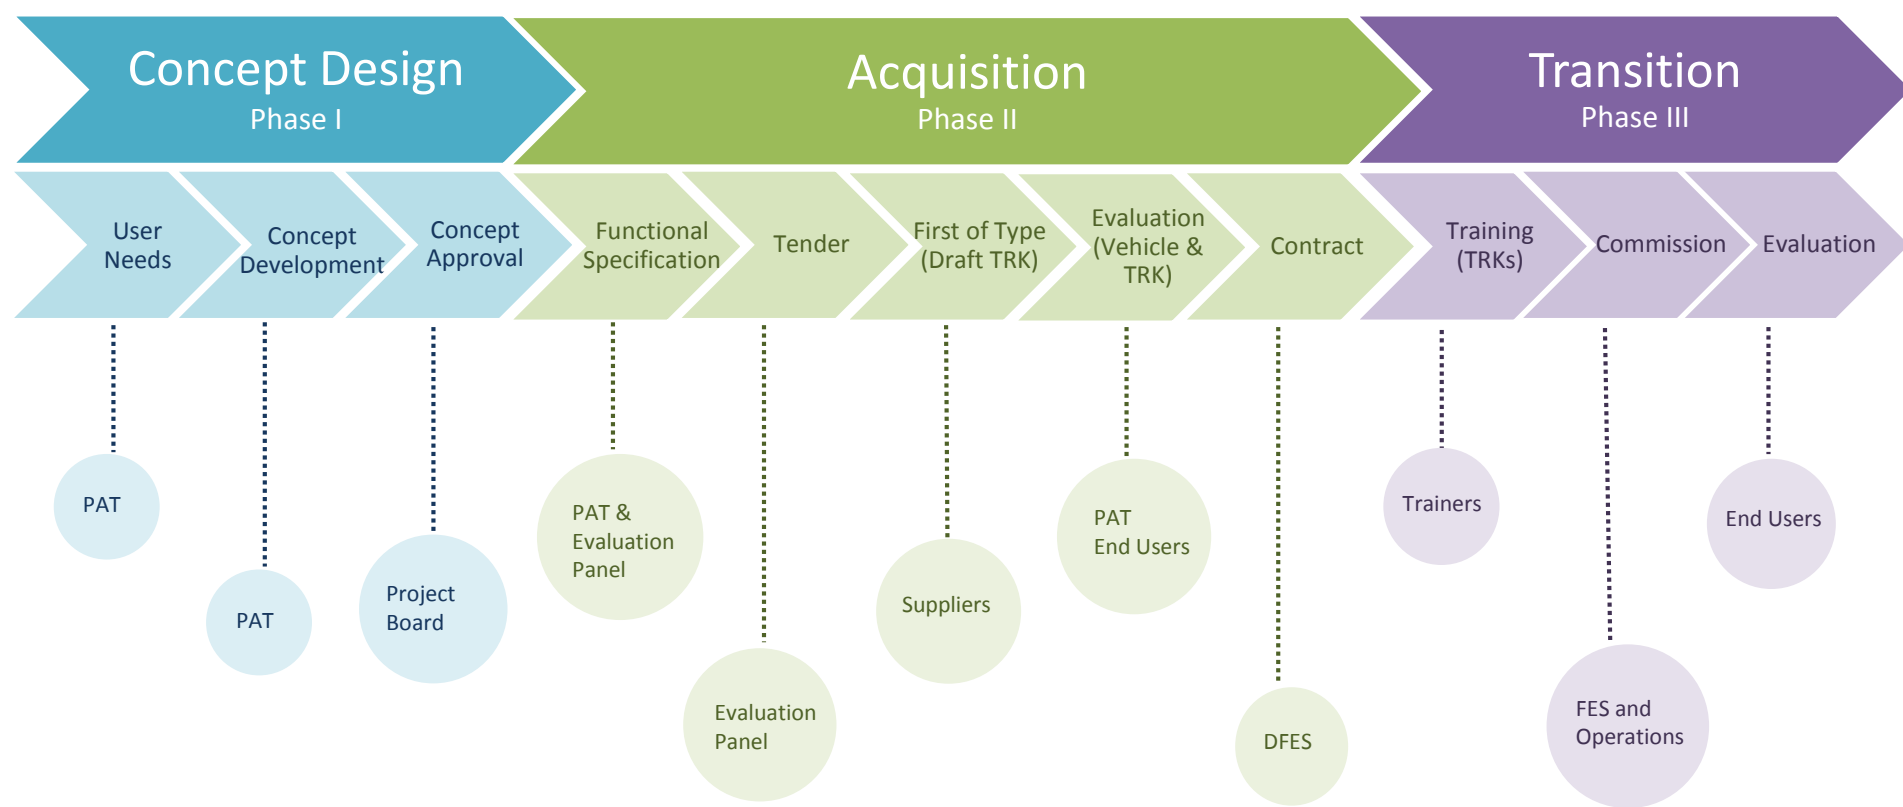 Concept Design
Phase I
Acquisition
Phase II
Transition
Phase III
User
Needs
Concept
Development
Concept
Approval
Functional
Specification
Tender
First of Type
(Draft TRK)
Evaluation
(Vehicle &
TRK)
Contract
Training
(TRKs)
Commission
Evaluation
PAT
PAT
Project
Board
PAT &
Evaluation
Panel
Evaluation
Panel
Suppliers
PAT
End Users
DFES
Trainers
FES and
Operations
End Users